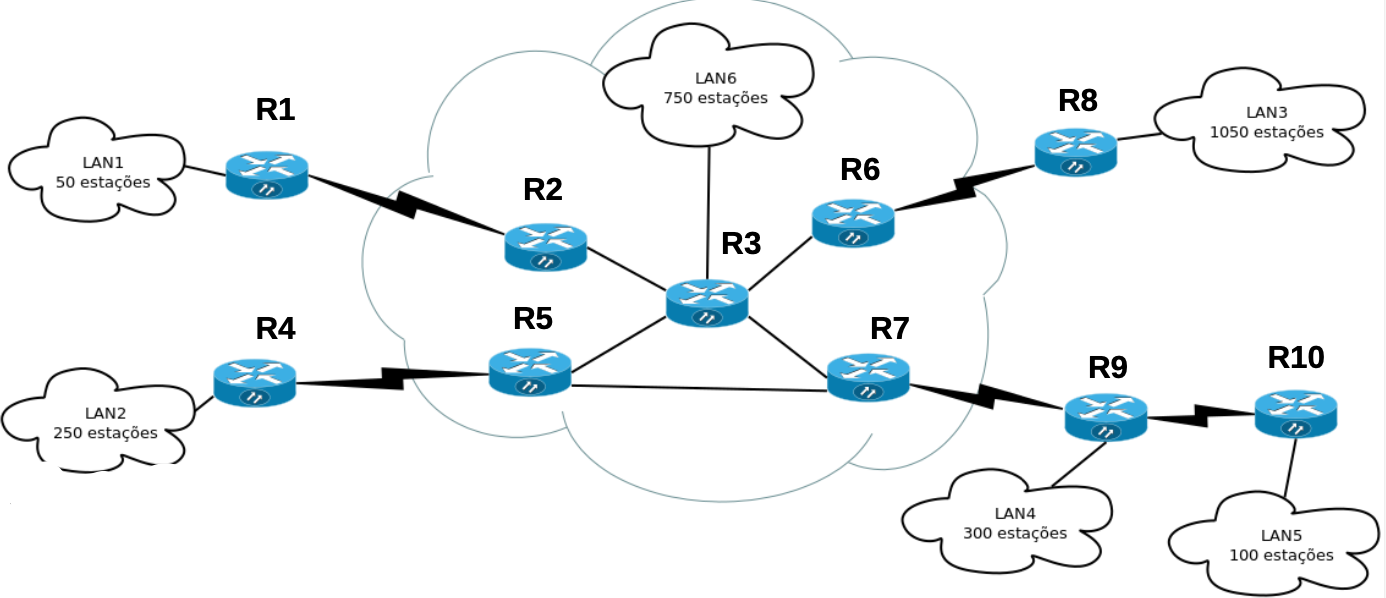 LAN6
750 estações
R1
R8
LAN3
1050 estações
LAN1
50 estações
R2
R6
R3
R4
R5
R7
R9
R10
LAN2
250 estações
LAN4
300 estações
LAN5
100 estações